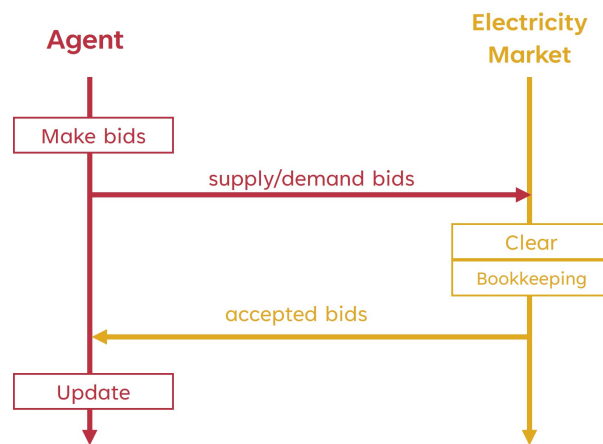 Agent
Electricity
Market
Make bids
supply/demand bids
Clear
Bookkeeping
accepted bids
Update